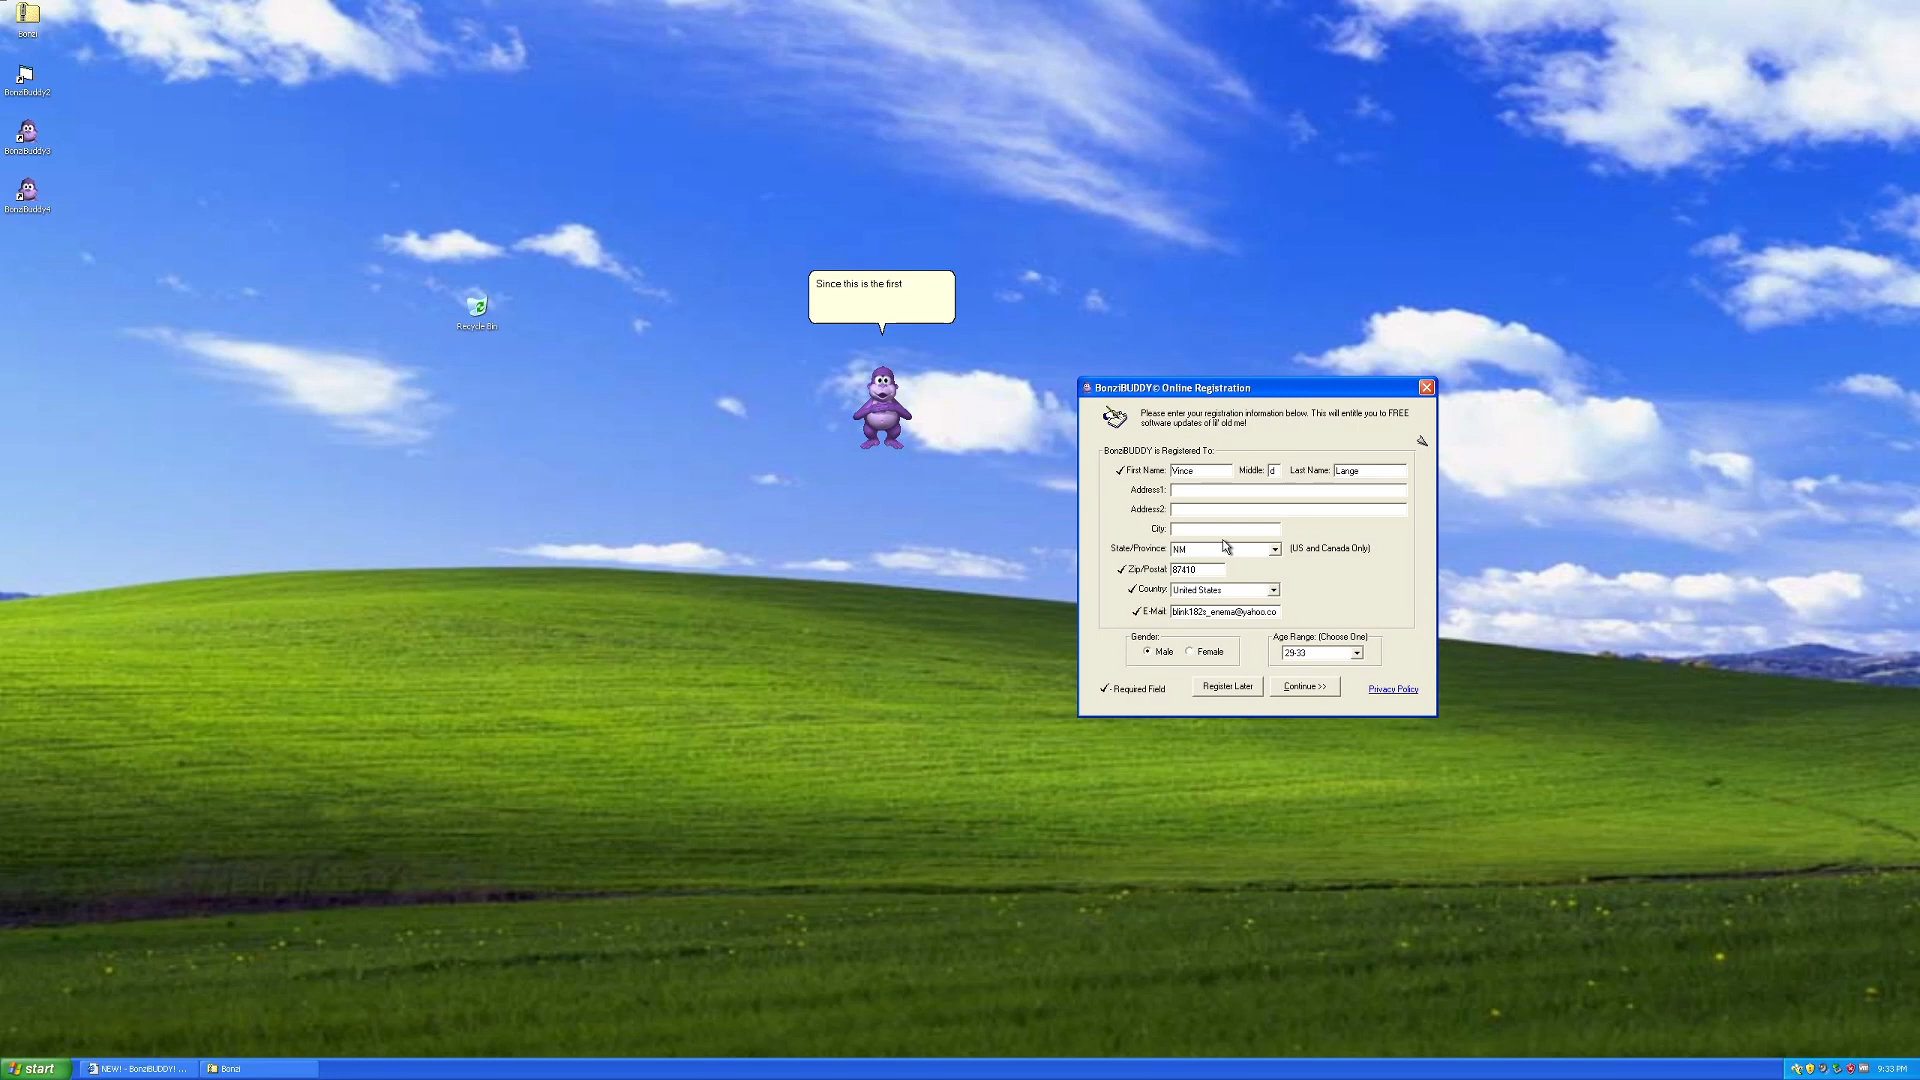 Bonzi
BonziBuddy2
BonziBuddy3
BonziBuddy4
Recycle Bin
Since this is the first
BonziBUDDY© Online Registration
Please enter your registration information below. This will entitle you to FREE
software updates of lil' old me!
BonziBUDDY is Registered To:
First Name: Vince Middle: d Last Name: Lange
Address1:
Address2:
City:
State/Province: NM (US and Canada Only)
Zip/Postal: 87410
Country: United States
E-Mail: blink182s_enema@yahoo.co
Gender: Age Range: (Choose One)
Male Female 29-33
- Required Field Register Later Continue >> Privacy Policy
start NEW! - BonziBUDDY! ... Bonzi 9:33 PM